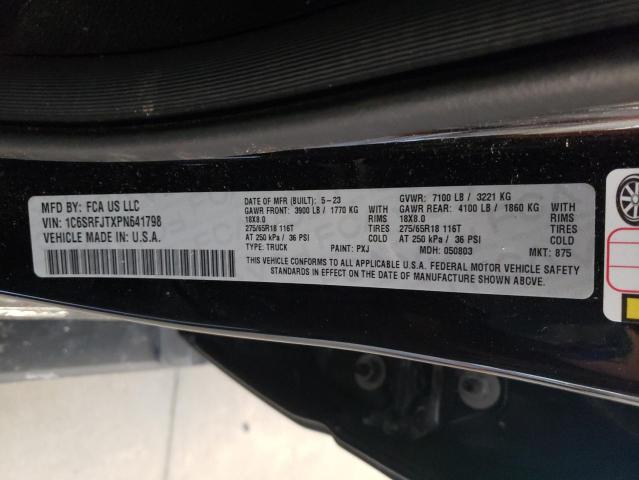 MFD BY: FCA US LLC
VIN: 1C6SRFJTXPN641798
VEHICLE MADE IN U.S.A.
DATE OF MFR (BUILT): 5-23
GAWR FRONT: 3900 LB / 1770 KG WITH
18X8.0 RIMS
275/65R18 116T TIRES
AT 250 kPa / 36 PSI
TYPE: TRUCK PAINT: PXJ
GVWR: 7100 LB / 3221 KG
GAWR REAR: 4100 LB / 1860 KG WITH
18X8.0 RIMS
275/65R18 116T TIRES
AT 250 kPa / 36 PSI
MDH: 050803 MKT: 875
THIS VEHICLE CONFORMS TO ALL APPLICABLE U.S.A. FEDERAL MOTOR VEHICLE SAFETY
STANDARDS IN EFFECT ON THE DATE OF MANUFACTURE SHOWN ABOVE.